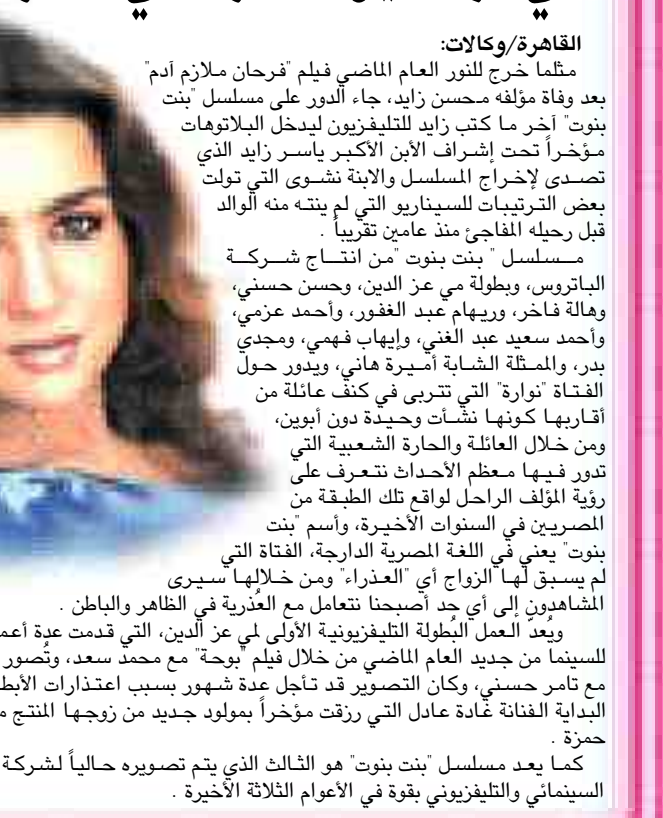 القاهرة/وكالات:
مثلما خرج للنور العام الماضي فيلم "فرحان ملازم آدم"
بعد وفاة مؤلفه محسن زايد، جاء الدور على مسلسل "بنت
بنوت" آخر ما كتب زايد للتليفزيون ليدخل البلاتوهات
مؤخراً تحت إشراف الأبن الأكبر ياسر زايد الذي
تصدى لإخراج المسلسل والابنة نشوى التي تولت
بعض الترتيبات للسيناريو التي لم ينته منه الوالد
قبل رحيله المفاجئ منذ عامين تقريباً .
مسلسل " بنت بنوت "من انتاج شركة
الباتروس، وبطولة مي عز الدين، وحسن حسني،
وهالة فاخر، وريهام عبد الغفور، وأحمد عزمي،
وأحمد سعيد عبد الغني، وإيهاب فهمي، ومجدي
بدر، والممثلة الشابة أميرة هاني، ويدور حول
الفتاة "نوارة" التي تتربى في كنف عائلة من
أقاربها كونها نشأت وحيدة دون أبوين،
ومن خلال العائلة والحارة الشعبية التي
تدور فيها معظم الأحداث نتعرف على
رؤية المؤلف الراحل لواقع تلك الطبقة من
المصريين في السنوات الأخيرة، وأسم "بنت
بنوت" يعني في اللغة المصرية الدارجة، الفتاة التي
لم يسبق لها الزواج أي "العذراء" ومن خلالها سيرى
المشاهدون إلى أي حد أصبحنا نتعامل مع العُذرية في الظاهر والباطن .
ويُعدّ العمل البُطولة التليفزيونية الأولى لمي عز الدين، التي قدمت عدة
للسينما من جديد العام الماضي من خلال فيلم "بوحة" مع محمد سعد، وتُصور
مع تامر حسني، وكان التصوير قد تأجل عدة شهور بسبب اعتذارات
البداية الفنانة غادة عادل التي رزقت مؤخراً بمولود جديد من زوجها المنتج
حمزة .
كما يعد مسلسل "بنت بنوت" هو الثالث الذي يتم تصويره حالياً لشركة
السينمائي والتليفزيوني بقوة في الأعوام الثلاثة الأخيرة .